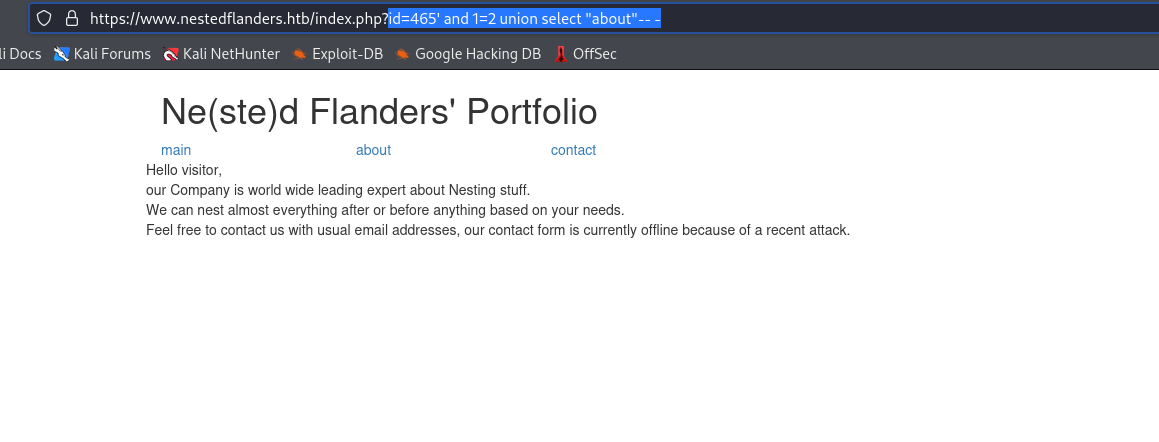 https://www.nestedflanders.htb/index.php?id=465' and 1=2 union select "about"-- -
li Docs Kali Forums Kali NetHunter Exploit-DB Google Hacking DB OffSec
Ne(ste)d Flanders' Portfolio
main about contact
Hello visitor,
our Company is world wide leading expert about Nesting stuff.
We can nest almost everything after or before anything based on your needs.
Feel free to contact us with usual email addresses, our contact form is currently offline because of a recent attack.